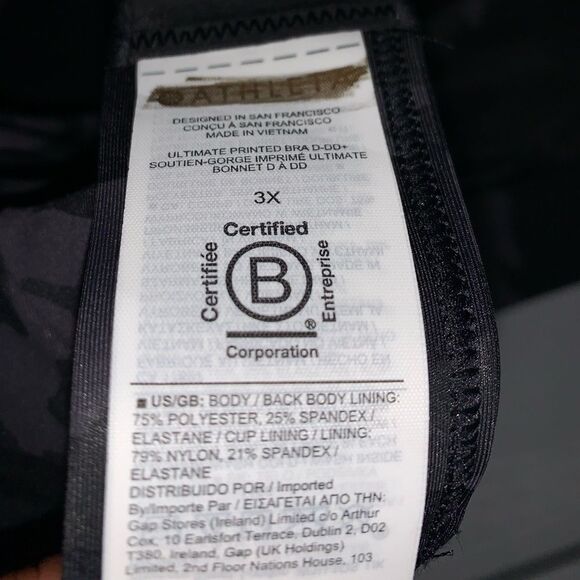 ATHLETA
DESIGNED IN SAN FRANCISCO
CONÇU À SAN FRANCISCO
MADE IN VIETNAM
ULTIMATE PRINTED BRA D-DD+
SOUTIEN-GORGE IMPRIMÉ ULTIMATE
BONNET D À DD
3X
Certified
Certifiée
B
Entreprise
®
Corporation
■ US/GB: BODY / BACK BODY LINING:
75% POLYESTER, 25% SPANDEX /
ELASTANE / CUP LINING / LINING:
79% NYLON, 21% SPANDEX /
ELASTANE
DISTRIBUIDO POR / Imported
By/Importe Par / ΕΙΣΑΓΕΤΑΙ ΑΠΟ ΤΗΝ:
Gap Stores (Ireland) Limited c/o Arthur
Cox, 10 Earlsfort Terrace, Dublin 2, D02
T380, Ireland, Gap (UK Holdings)
Limited, 2nd Floor Nations House, 103